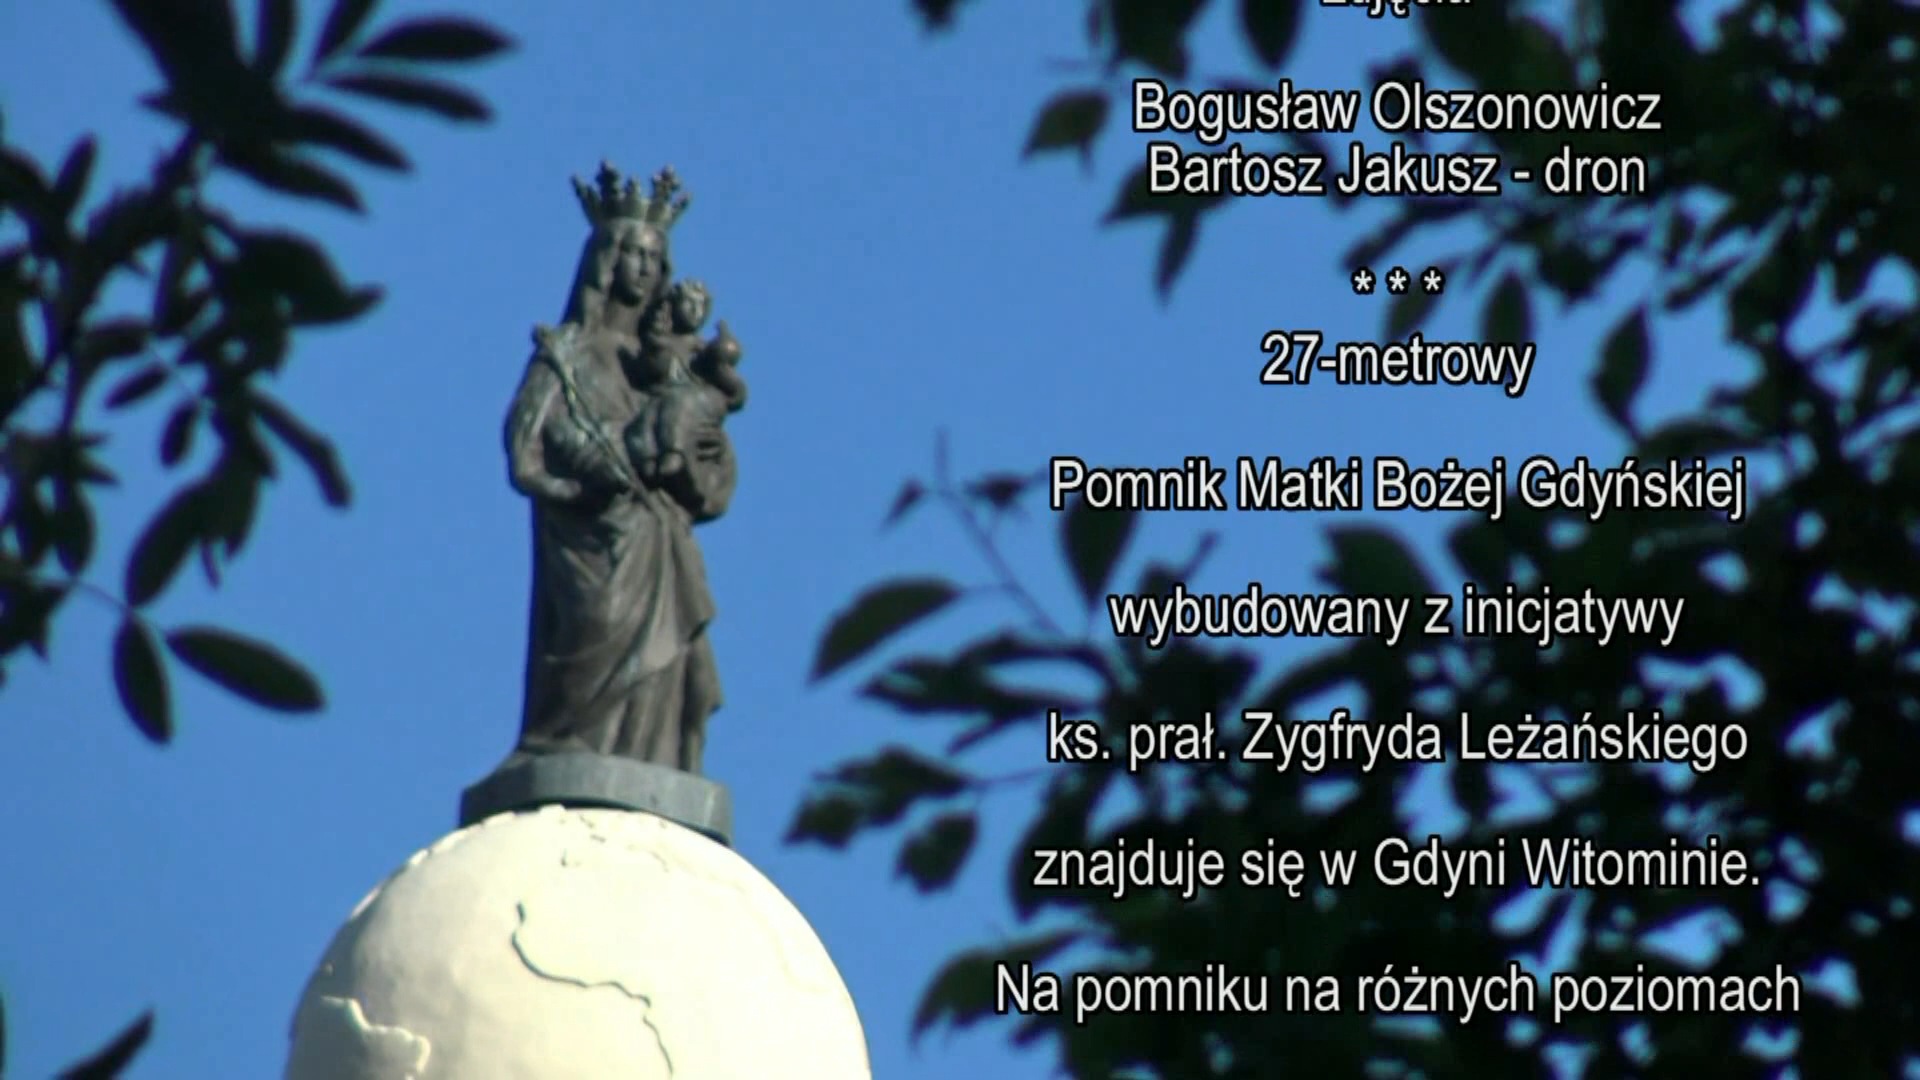 Bogusław Olszonowicz
Bartosz Jakusz - dron
* * *
27-metrowy
Pomnik Matki Bożej Gdyńskiej
wybudowany z inicjatywy
ks. prał. Zygfryda Leżańskiego
znajduje się w Gdyni Witominie.
Na pomniku na różnych poziomach